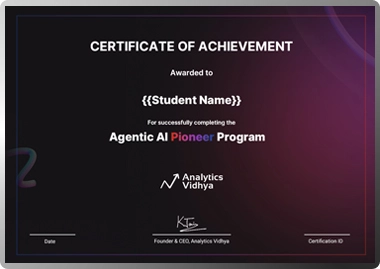 CERTIFICATE OF ACHIEVEMENT
Awarded to
{{Student Name}}
For successfully completing the
Agentic AI Pioneer Program
Analytics
Vidhya
Date
Founder & CEO, Analytics Vidhya
Certification ID